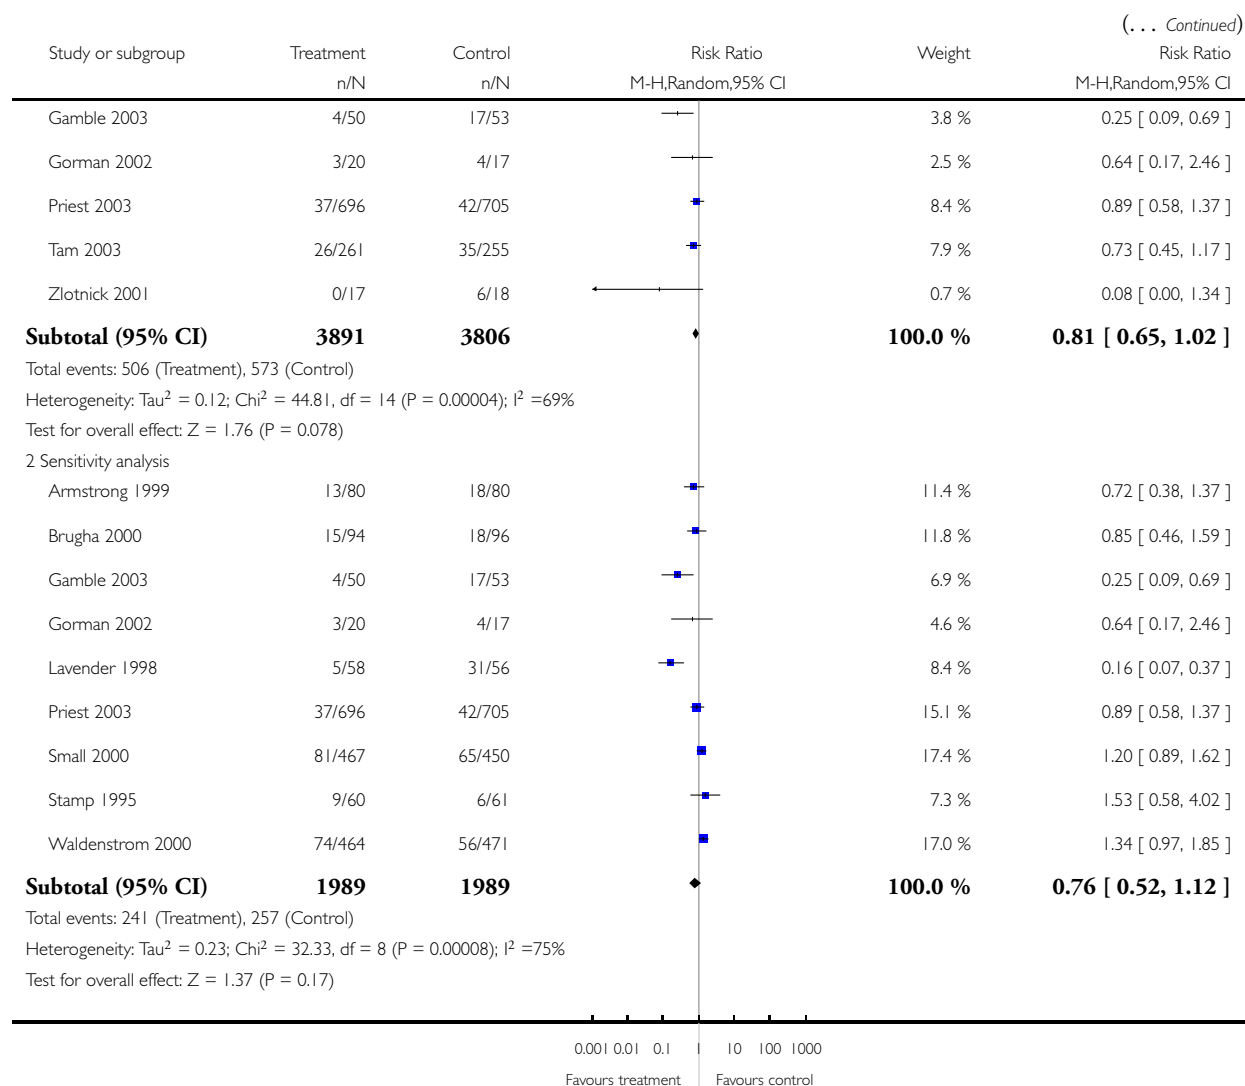 (... Continued)
Study or subgroup Treatment Control Risk Ratio Weight Risk Ratio
n/N n/N M-H,Random,95% CI M-H,Random,95% CI
Gamble 2003 4/50 17/53 3.8 % 0.25 [ 0.09, 0.69 ]
Gorman 2002 3/20 4/17 2.5 % 0.64 [ 0.17, 2.46 ]
Priest 2003 37/696 42/705 8.4 % 0.89 [ 0.58, 1.37 ]
Tam 2003 26/261 35/255 7.9 % 0.73 [ 0.45, 1.17 ]
Zlotnick 2001 0/17 6/18 0.7 % 0.08 [ 0.00, 1.34 ]
Subtotal (95% CI) 3891 3806 100.0 % 0.81 [ 0.65, 1.02 ]
Total events: 506 (Treatment), 573 (Control)
Heterogeneity: Tau² = 0.12; Chi² = 44.81, df = 14 (P = 0.00004); I² =69%
Test for overall effect: Z = 1.76 (P = 0.078)
2 Sensitivity analysis
Armstrong 1999 13/80 18/80 11.4 % 0.72 [ 0.38, 1.37 ]
Brugha 2000 15/94 18/96 11.8 % 0.85 [ 0.46, 1.59 ]
Gamble 2003 4/50 17/53 6.9 % 0.25 [ 0.09, 0.69 ]
Gorman 2002 3/20 4/17 4.6 % 0.64 [ 0.17, 2.46 ]
Lavender 1998 5/58 31/56 8.4 % 0.16 [ 0.07, 0.37 ]
Priest 2003 37/696 42/705 15.1 % 0.89 [ 0.58, 1.37 ]
Small 2000 81/467 65/450 17.4 % 1.20 [ 0.89, 1.62 ]
Stamp 1995 9/60 6/61 7.3 % 1.53 [ 0.58, 4.02 ]
Waldenstrom 2000 74/464 56/471 17.0 % 1.34 [ 0.97, 1.85 ]
Subtotal (95% CI) 1989 1989 100.0 % 0.76 [ 0.52, 1.12 ]
Total events: 241 (Treatment), 257 (Control)
Heterogeneity: Tau² = 0.23; Chi² = 32.33, df = 8 (P = 0.00008); I² =75%
Test for overall effect: Z = 1.37 (P = 0.17)
0.001 0.01 0.1 1 10 100 1000
Favours treatment Favours control